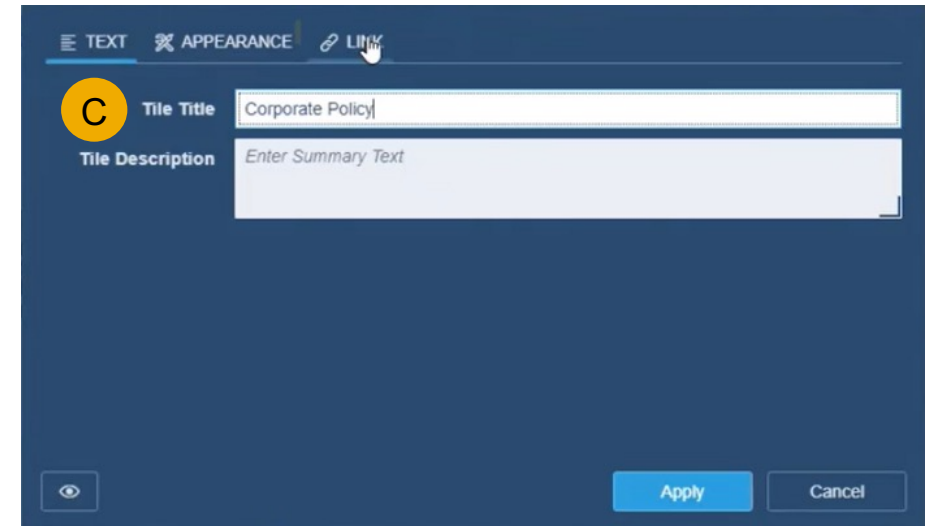 TEXT APPEARANCE LINK
C Tile Title Corporate Policy
Tile Description Enter Summary Text
Apply Cancel